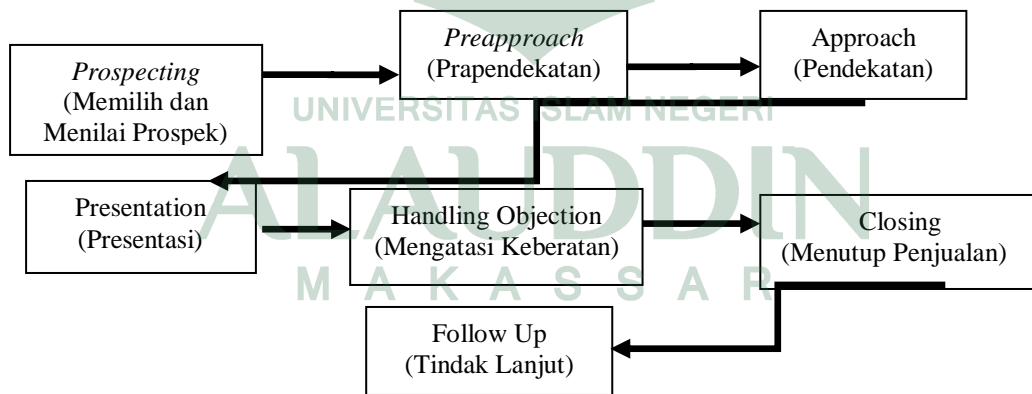 Prospecting
(Memilih dan
Menilai Prospek)
Preapproach
(Prapendekatan)
Approach
(Pendekatan)
UNIVERSITAS ISLAM NEGERI
ALAUDDIN
MAKASSAR
Presentation
(Presentasi)
Handling Objection
(Mengatasi Keberatan)
Closing
(Menutup Penjualan)
Follow Up
(Tindak Lanjut)